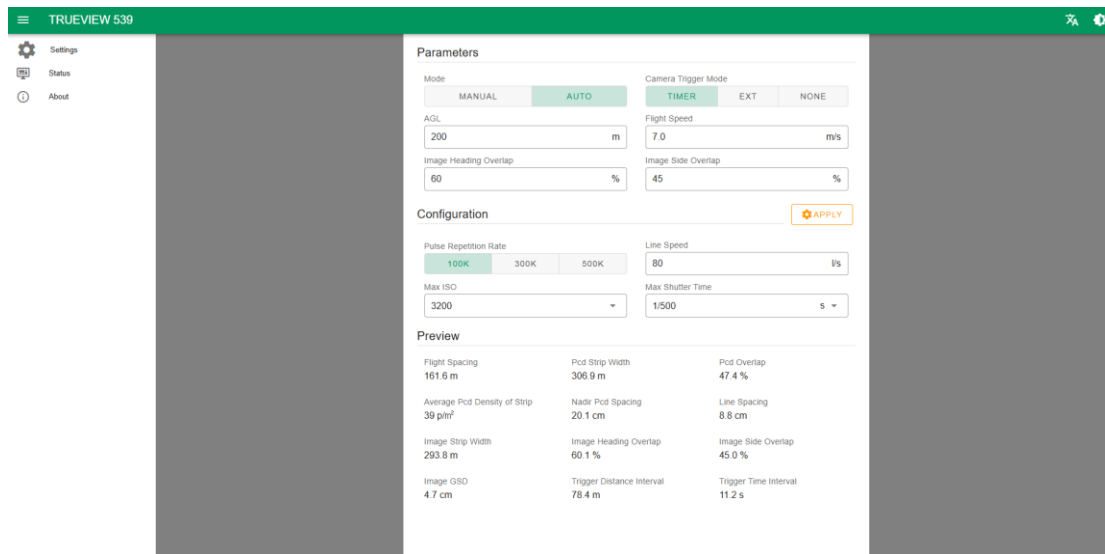 TRUEVIEW 539
Settings
Status
About
Parameters
Mode
Camera Trigger Mode
MANUAL AUTO
TIMER EXT NONE
AGL
Flight Speed
200 m
7.0 m/s
Image Heading Overlap
Image Side Overlap
60 %
45 %
Configuration
APPLY
Pulse Repetition Rate
Line Speed
100K 300K 500K
80 l/s
Max ISO
Max Shutter Time
3200
1/500 s
Preview
Flight Spacing
Pcd Strip Width
Pcd Overlap
161.6 m
306.9 m
47.4 %
Average Pcd Density of Strip
Nadir Pcd Spacing
Line Spacing
39 p/m²
20.1 cm
8.8 cm
Image Strip Width
Image Heading Overlap
Image Side Overlap
293.8 m
60.1 %
45.0 %
Image GSD
Trigger Distance Interval
Trigger Time Interval
4.7 cm
78.4 m
11.2 s